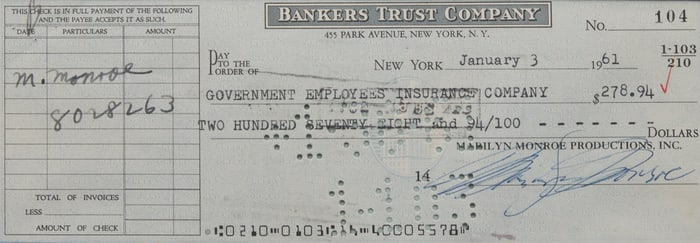 THIS CHECK IS IN FULL PAYMENT OF THE FOLLOWING
AND THE PAYEE ACCEPTS IT AS SUCH.
DATE PARTICULARS AMOUNT
M. Monroe
8028263
TOTAL OF INVOICES
LESS
AMOUNT OF CHECK
BANKERS TRUST COMPANY
455 PARK AVENUE, NEW YORK, N. Y.
No. 104
1-103
210
PAY
TO THE
ORDER OF
NEW YORK January 3 1961
GOVERNMENT EMPLOYEES INSURANCE COMPANY $278.94
TWO HUNDRED SEVENTY EIGHT and 94/100 - - - - - - - DOLLARS
MARILYN MONROE PRODUCTIONS, INC.
14
Marilyn Monroe